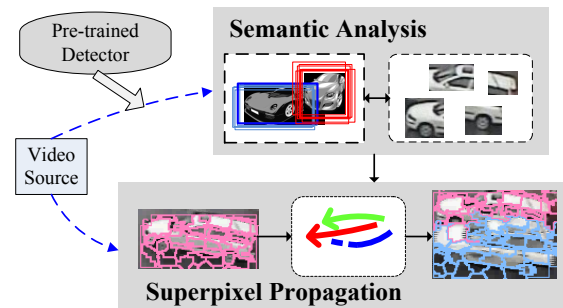 Pre-trained
Detector
Semantic Analysis
Video
Source
Superpixel Propagation